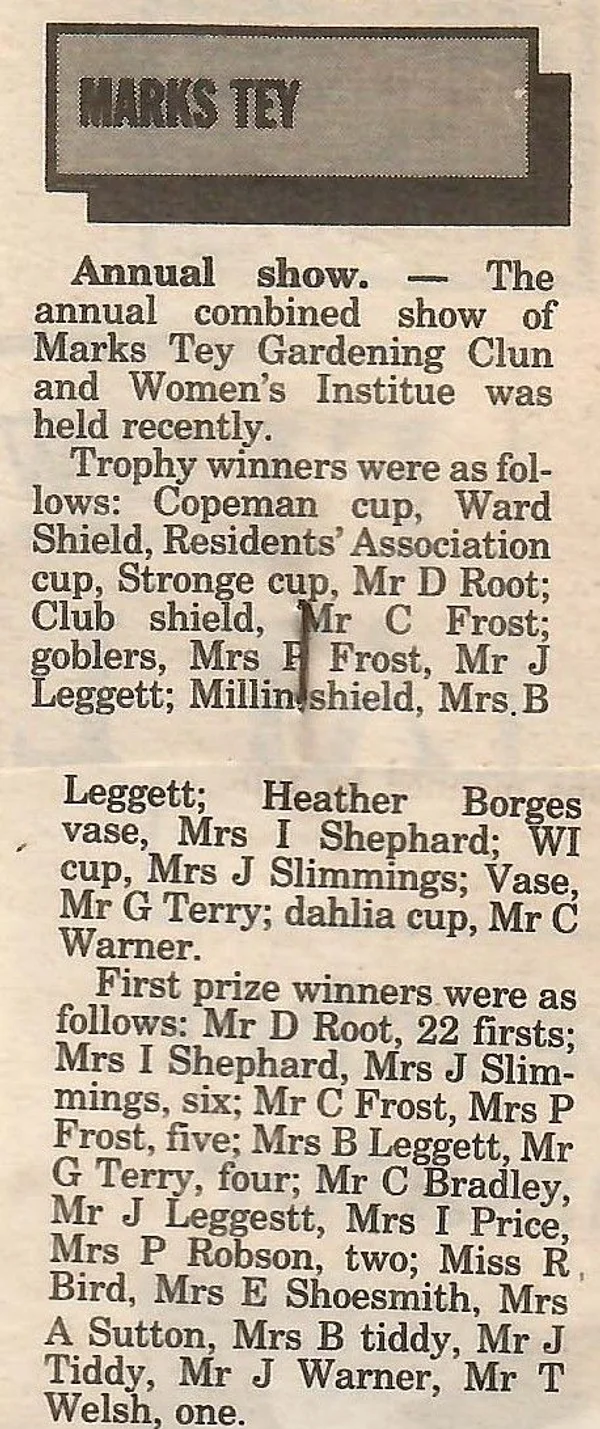 MARKS TEY
Annual show. — The
annual combined show of
Marks Tey Gardening Clun
and Women's Institue was
held recently.
Trophy winners were as fol-
lows: Copeman cup, Ward
Shield, Residents' Association
cup, Stronge cup, Mr D Root;
Club shield, Mr C Frost;
goblers, Mrs P Frost, Mr J
Leggett; Millin shield, Mrs. B
Leggett; Heather Borges
vase, Mrs I Shephard; WI
cup, Mrs J Slimmings; Vase,
Mr G Terry; dahlia cup, Mr C
Warner.
First prize winners were as
follows: Mr D Root, 22 firsts;
Mrs I Shephard, Mrs J Slim-
mings, six; Mr C Frost, Mrs P
Frost, five; Mrs B Leggett, Mr
G Terry, four; Mr C Bradley,
Mr J Leggestt, Mrs I Price,
Mrs P Robson, two; Miss R
Bird, Mrs E Shoesmith, Mrs
A Sutton, Mrs B tiddy, Mr J
Tiddy, Mr J Warner, Mr T
Welsh, one.